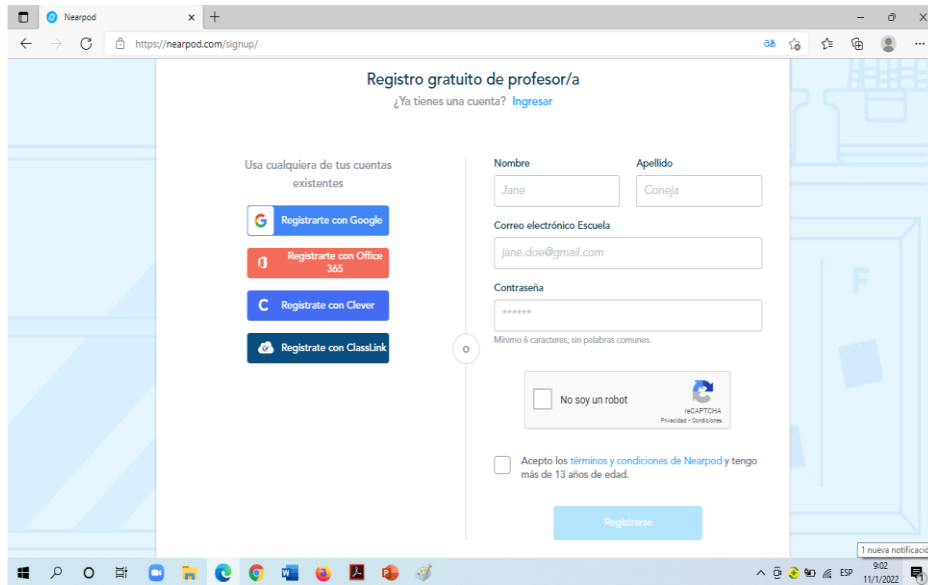 Nearpod
https://nearpod.com/signup/
Registro gratuito de profesor/a
¿Ya tienes una cuenta? Ingresar
Usa cualquiera de tus cuentas
existentes
G Registrarte con Google
Registrarte con Office
365
C Registrate con Clever
Registrate con ClassLink
o
Nombre
Apellido
Jane
Coneja
Correo electrónico Escuela
jane.doe@gmail.com
Contraseña
******
Mínimo 6 caracteres, sin palabras comunes.
No soy un robot
reCAPTCHA
Privacidad - Condiciones
Acepto los términos y condiciones de Nearpod y tengo
más de 13 años de edad.
Registrarse
F
1 nueva notificació
ESP
9:02
11/1/2022